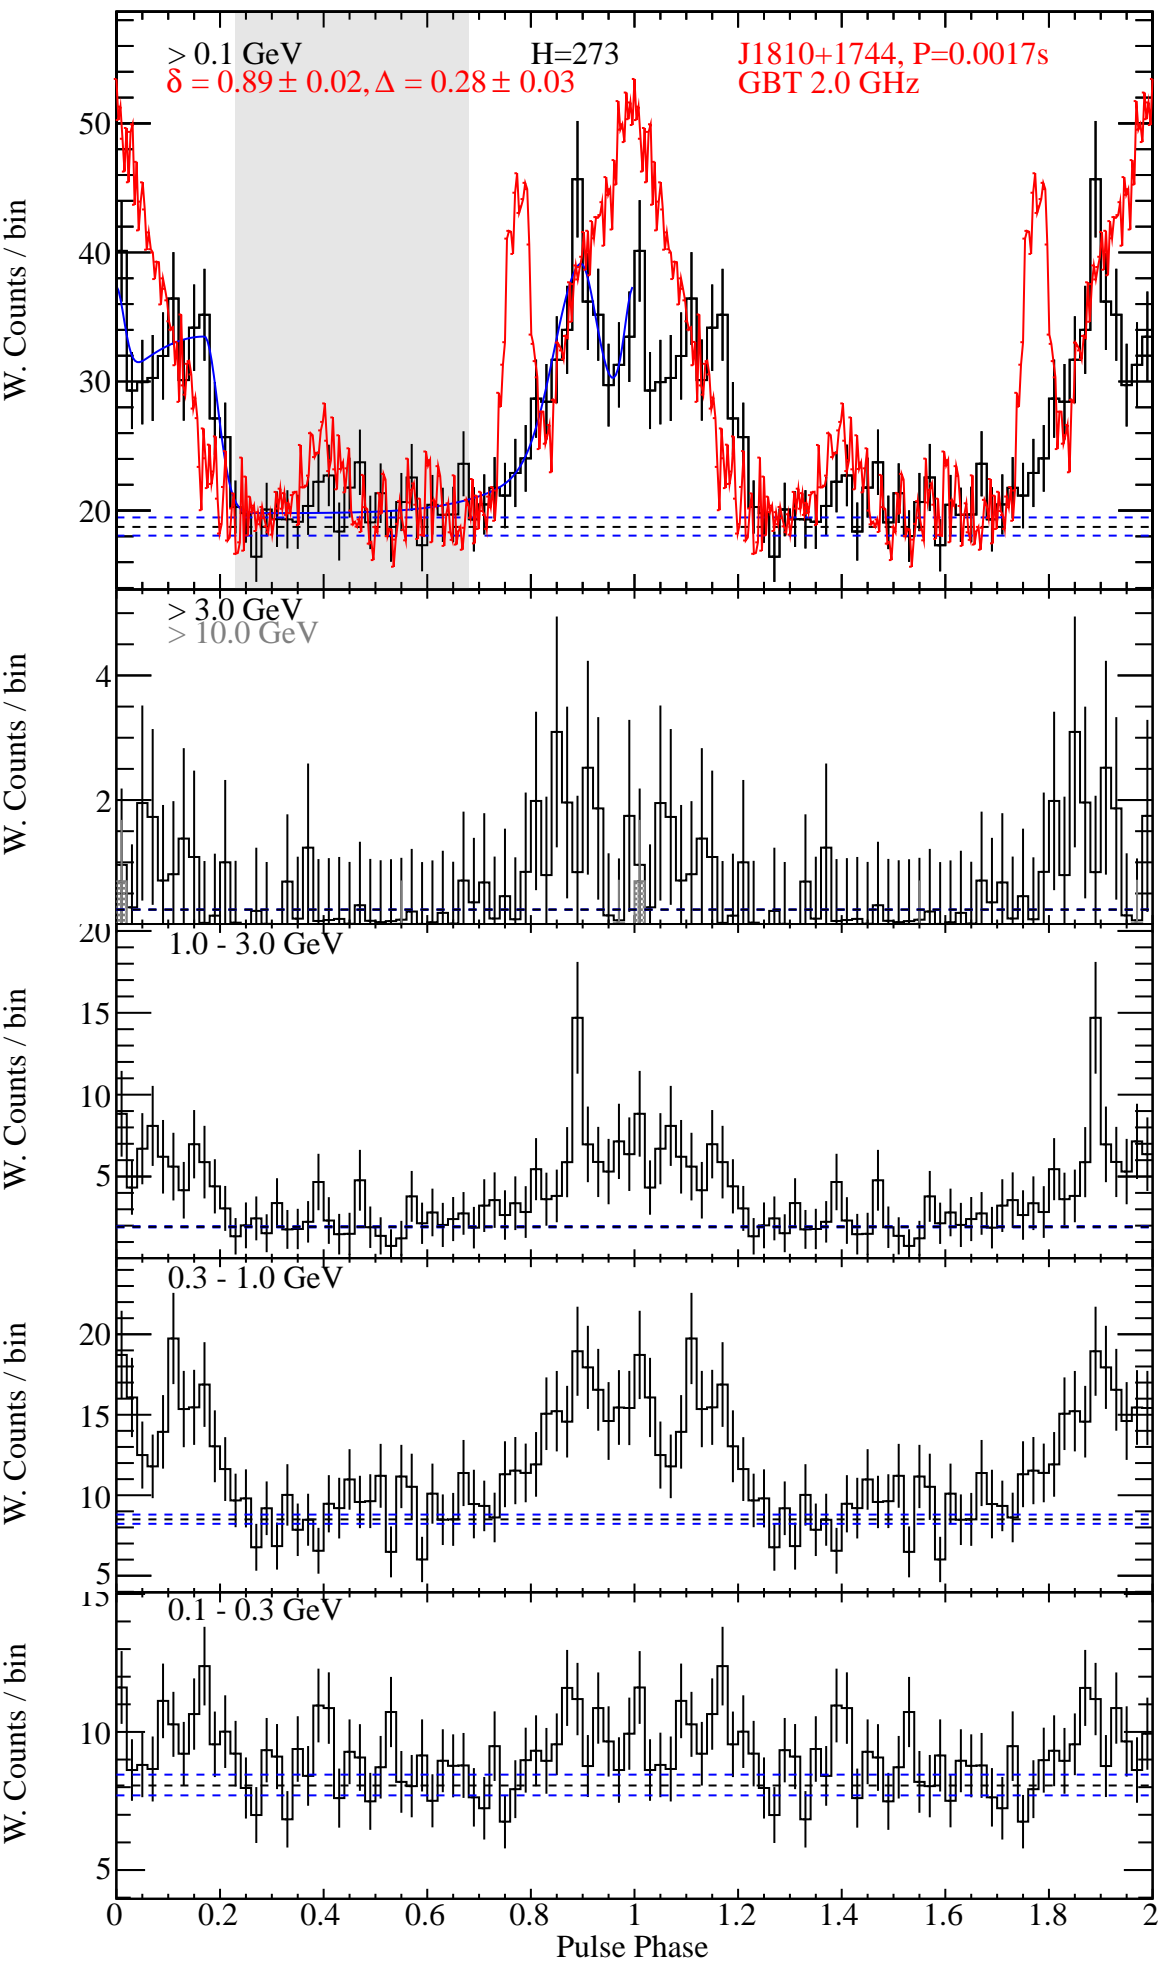 > 0.1 GeV
H=273
J1810+1744, P=0.0017s
δ = 0.89 ± 0.02, Δ = 0.28 ± 0.03
GBT 2.0 GHz
50
40
30
20
W. Counts / bin
> 3.0 GeV
> 10.0 GeV
4
2
W. Counts / bin
20
1.0 - 3.0 GeV
15
10
5
W. Counts / bin
0.3 - 1.0 GeV
20
15
10
5
W. Counts / bin
15
0.1 - 0.3 GeV
10
5
W. Counts / bin
0 0.2 0.4 0.6 0.8 1 1.2 1.4 1.6 1.8 2
Pulse Phase